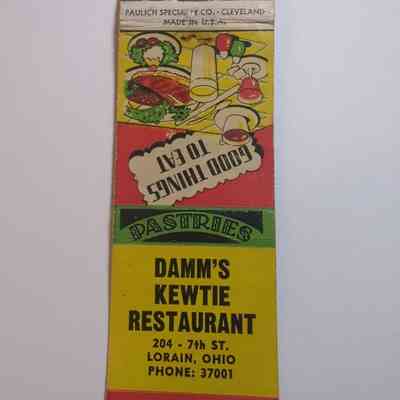 PAULICH SPECIALTY CO. - CLEVELAND
MADE IN U.S.A.
GOOD THINGS
TO EAT
PASTRIES
DAMM'S
KEWTIE
RESTAURANT
204 - 7th ST.
LORAIN, OHIO
PHONE: 37001